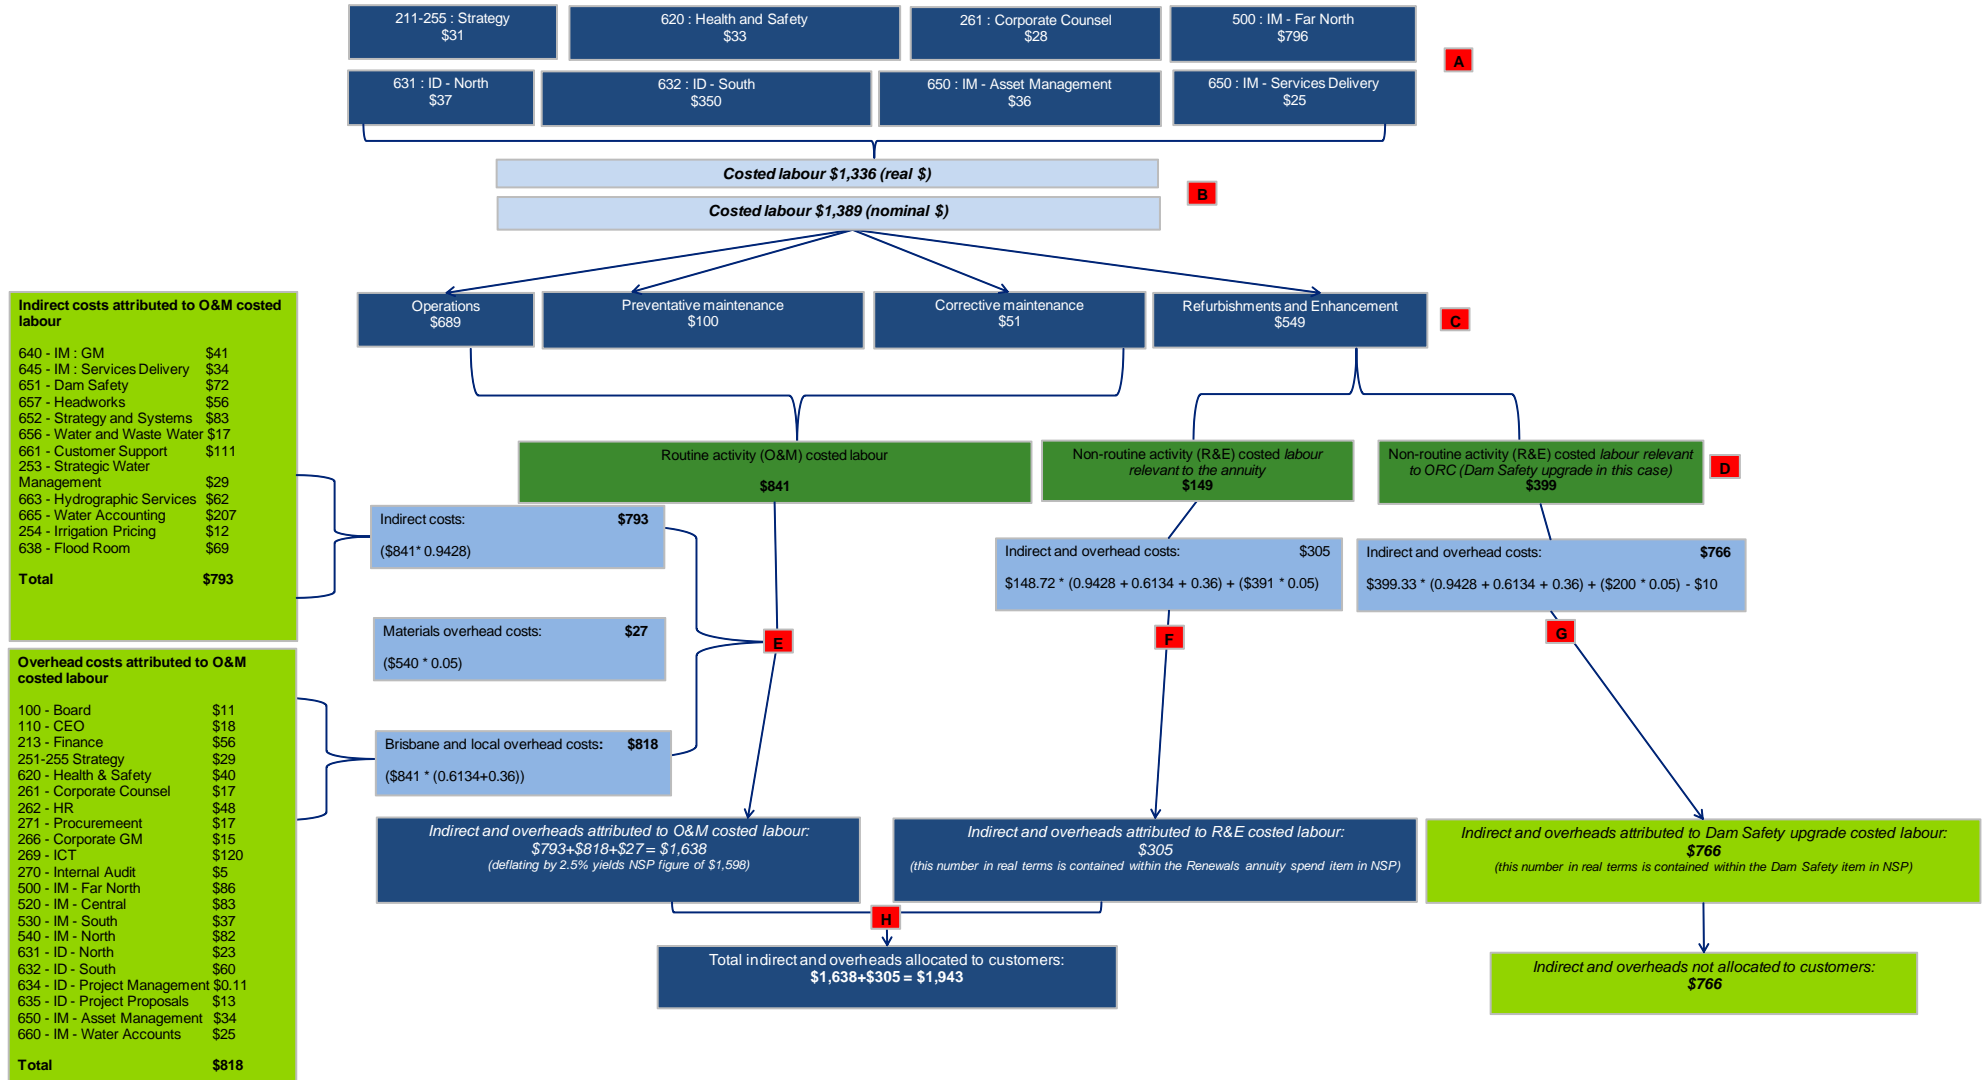 211-255 : Strategy
$31
620 : Health and Safety
$33
261 : Corporate Counsel
$28
500 : IM - Far North
$796
A
631 : ID - North
$37
632 : ID - South
$350
650 : IM - Asset Management
$36
650 : IM - Services Delivery
$25
Costed labour $1,336 (real $)
B
Costed labour $1,389 (nominal $)
Operations
$689
Preventative maintenance
$100
Corrective maintenance
$51
Refurbishments and Enhancement
$549
C
Indirect costs attributed to O&M costed
labour
640 - IM : GM $41
645 - IM : Services Delivery $34
651 - Dam Safety $72
657 - Headworks $56
652 - Strategy and Systems $83
656 - Water and Waste Water $17
661 - Customer Support $111
253 - Strategic Water
Management $29
663 - Hydrographic Services $62
665 - Water Accounting $207
254 - Irrigation Pricing $12
638 - Flood Room $69
Total $793
Routine activity (O&M) costed labour
$841
Non-routine activity (R&E) costed labour
relevant to the annuity
$149
Non-routine activity (R&E) costed labour relevant
to ORC (Dam Safety upgrade in this case)
$399
D
Indirect costs: $793
($841* 0.9428)
Indirect and overhead costs: $305
$148.72 * (0.9428 + 0.6134 + 0.36) + ($391 * 0.05)
Indirect and overhead costs: $766
$399.33 * (0.9428 + 0.6134 + 0.36) + ($200 * 0.05) - $10
Materials overhead costs: $27
($540 * 0.05)
E
F
G
Overhead costs attributed to O&M
costed labour
100 - Board $11
110 - CEO $18
213 - Finance $56
251-255 Strategy $29
620 - Health & Safety $40
261 - Corporate Counsel $17
262 - HR $48
271 - Procuremeent $17
266 - Corporate GM $15
269 - ICT $120
270 - Internal Audit $5
500 - IM - Far North $86
520 - IM - Central $83
530 - IM - South $37
540 - IM - North $82
631 - ID - North $23
632 - ID - South $60
634 - ID - Project Management $0.11
635 - ID - Project Proposals $13
650 - IM - Asset Management $34
660 - IM - Water Accounts $25
Total $818
Brisbane and local overhead costs: $818
($841 * (0.6134+0.36))
Indirect and overheads attributed to O&M costed labour:
$793+$818+$27 = $1,638
(deflating by 2.5% yields NSP figure of $1,598)
Indirect and overheads attributed to R&E costed labour:
$305
(this number in real terms is contained within the Renewals annuity spend item in NSP)
Indirect and overheads attributed to Dam Safety upgrade costed labour:
$766
(this number in real terms is contained within the Dam Safety item in NSP)
H
Total indirect and overheads allocated to customers:
$1,638+$305 = $1,943
Indirect and overheads not allocated to customers:
$766